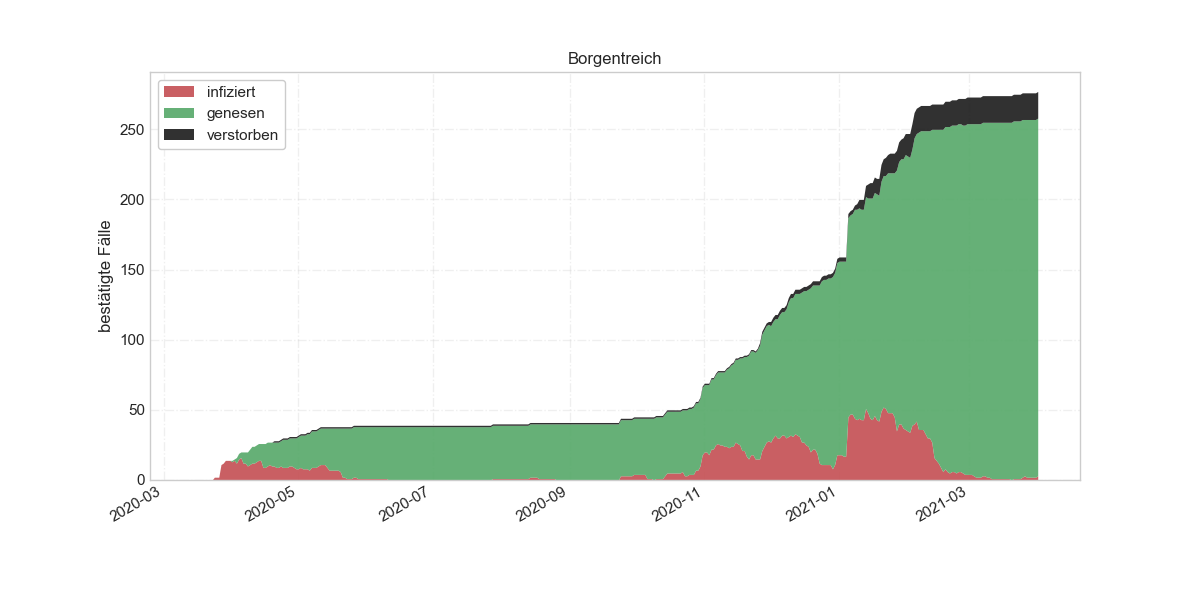 Borgentreich
infiziert
genesen
verstorben
bestätigte Fälle
250
200
150
100
50
0
2020-03
2020-05
2020-07
2020-09
2020-11
2021-01
2021-03